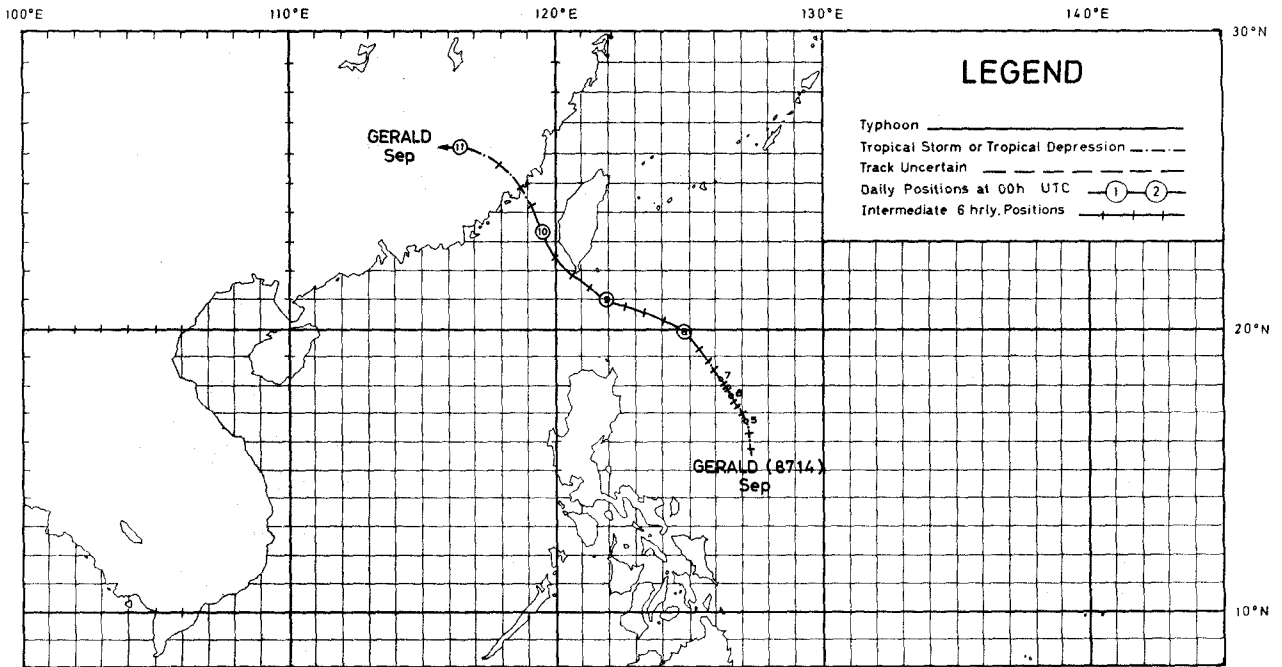 100°E 110°E 120°E 130°E 140°E
30°N
LEGEND
Typhoon
Tropical Storm or Tropical Depression
Track Uncertain
Daily Positions at 00h UTC 1 2
Intermediate 6 hrly. Positions
GERALD
Sep
11
10
9
8
20°N
7
6
5
GERALD (8714)
Sep
10°N